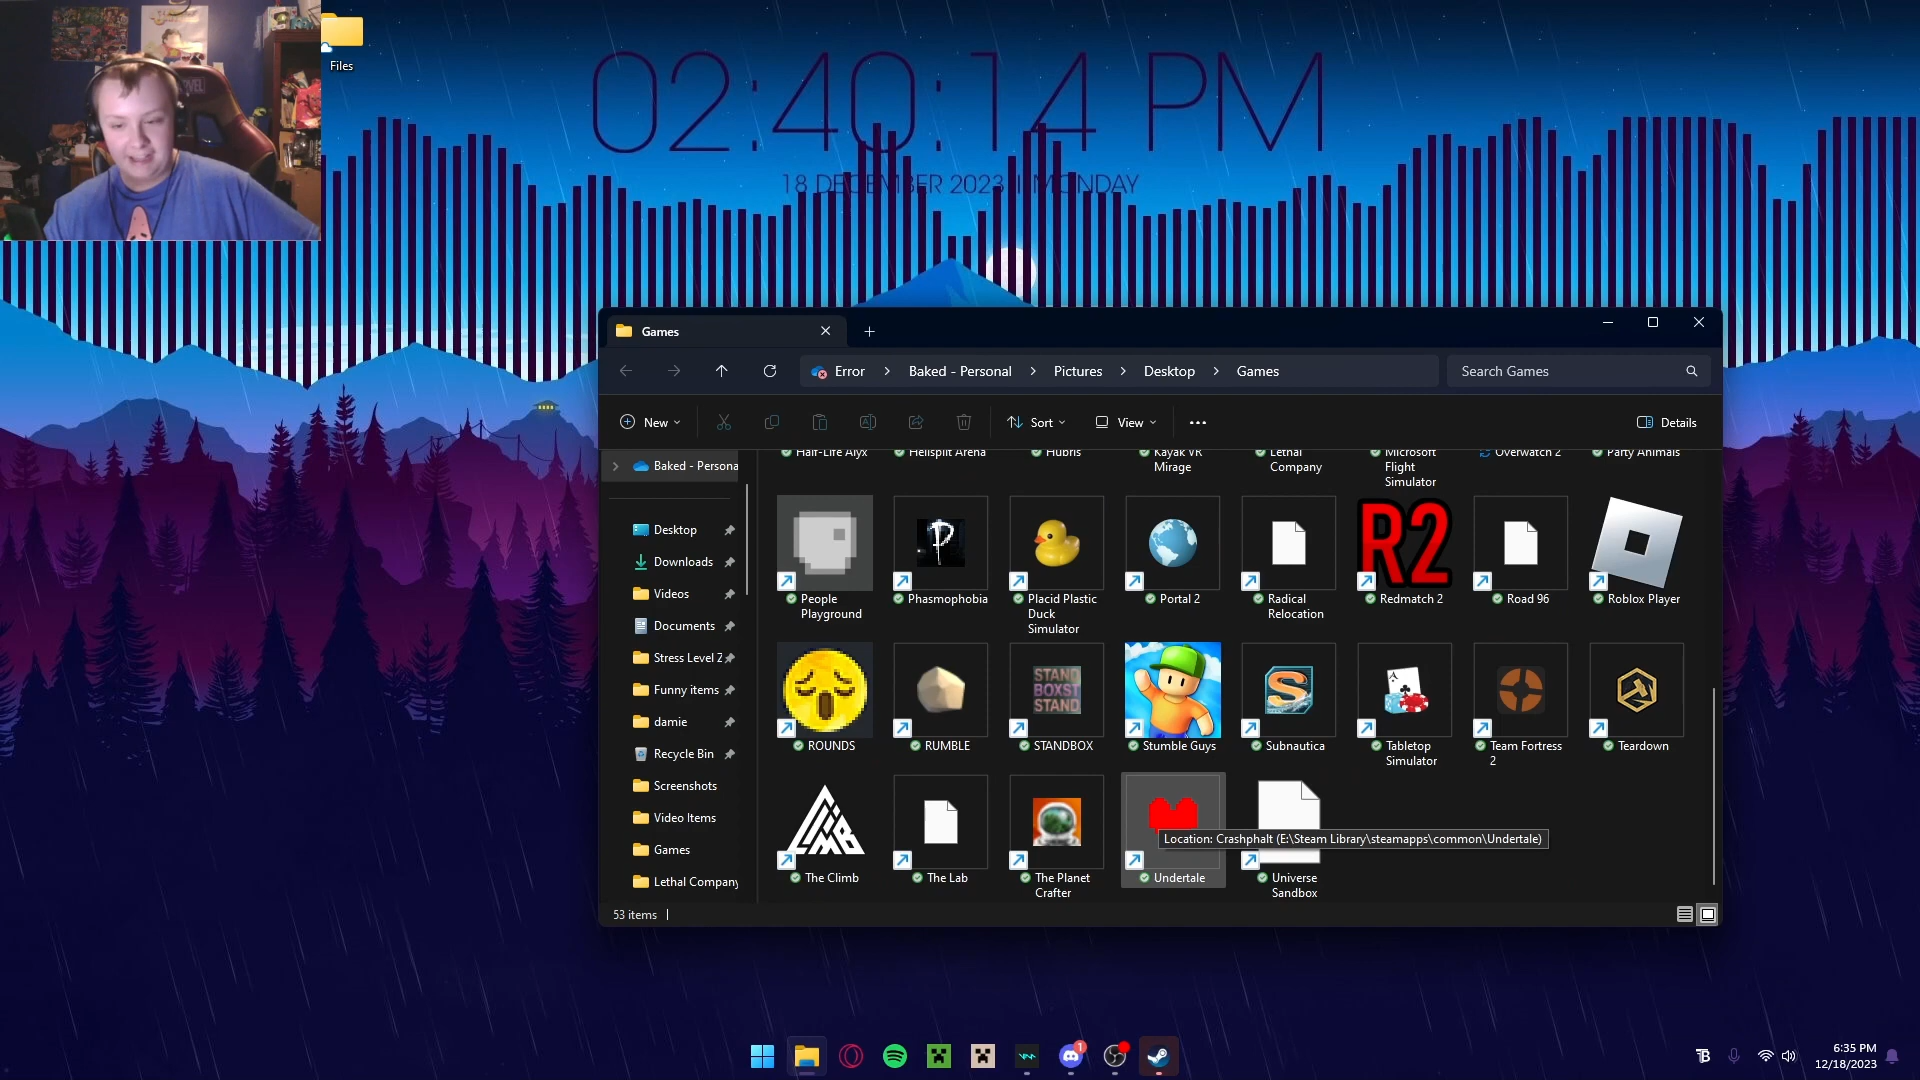 Files
02:40:14 PM
18 DECEMBER 2023 | MONDAY
MARVEL
Games
Error > Baked - Personal > Pictures > Desktop > Games
Search Games
New
Sort
View
Details
Baked - Persona
Desktop
Downloads
Videos
Documents
Stress Level Z
Funny items
damie
Recycle Bin
Screenshots
Video Items
Games
Lethal Company
Half-Life Alyx
Hellsplit Arena
Hubris
Kayak VR
Mirage
Lethal
Company
Microsoft
Flight
Simulator
Overwatch 2
Party Animals
R2
People
Playground
Phasmophobia
Placid Plastic
Duck
Simulator
Portal 2
Radical
Relocation
Redmatch 2
Road 96
Roblox Player
STAND
BOXST
STAND
ROUNDS
RUMBLE
STANDBOX
Stumble Guys
Subnautica
Tabletop
Simulator
Team Fortress
2
Teardown
Location: Crashphalt (E:\Steam Library\steamapps\common\Undertale)
The Climb
The Lab
The Planet
Crafter
Undertale
Universe
Sandbox
53 items
1
6:35 PM
12/18/2023